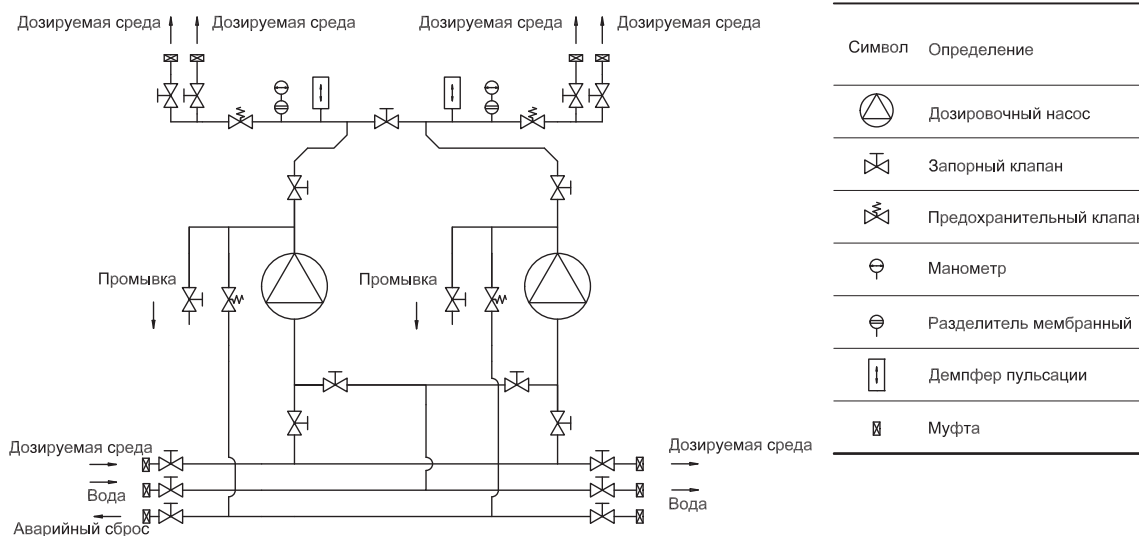 Дозируемая среда
Дозируемая среда
Дозируемая среда
Дозируемая среда
Промывка
Промывка
Дозируемая среда
Вода
Аварийный сброс
Дозируемая среда
Вода
Символ Определение
Дозировочный насос
Запорный клапан
Предохранительный клапан
Манометр
Разделитель мембранный
Демпфер пульсации
Муфта